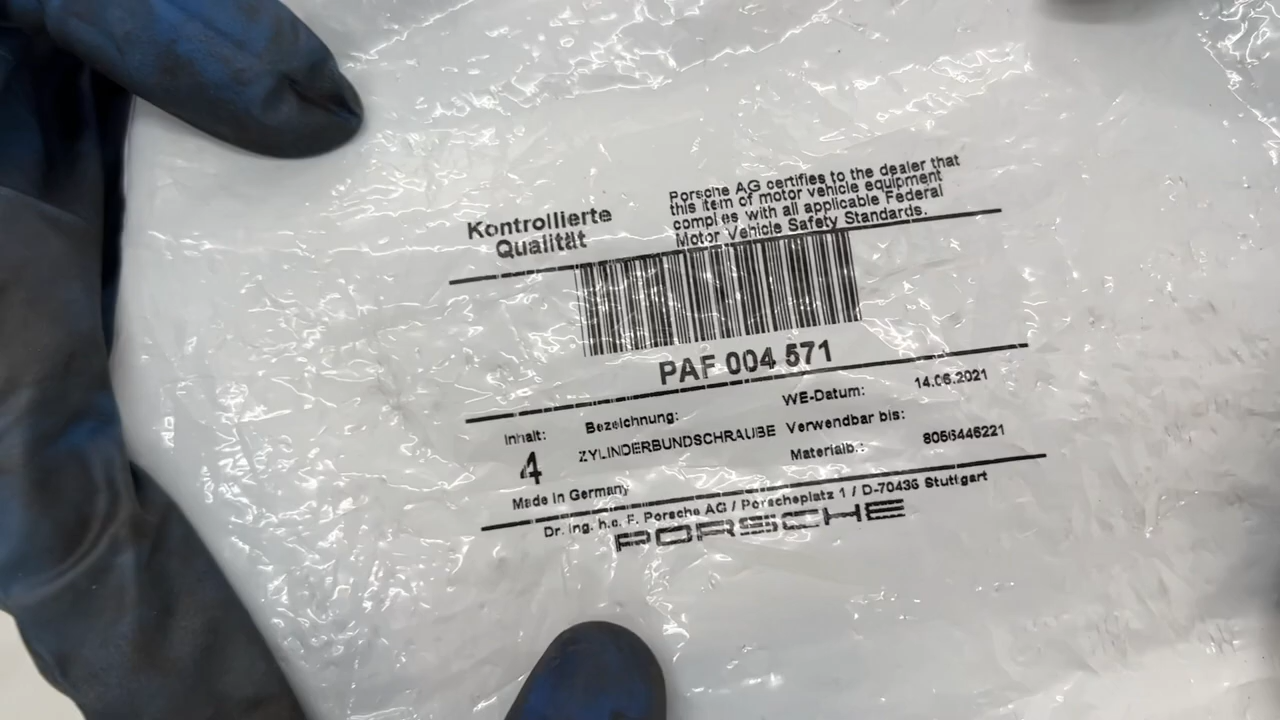 Kontrollierte
Qualität
Porsche AG certifies to the dealer that
this item of motor vehicle equipment
complies with all applicable Federal
Motor Vehicle Safety Standards.
PAF 004 571
Inhalt:
4
Bezeichnung:
ZYLINDERBUNDSCHRAUBE
WE-Datum: 14.06.2021
Verwendbar bis:
Materialb.: 8056446221
Made in Germany
Dr. Ing. h.c. F. Porsche AG / Porscheplatz 1 / D-70436 Stuttgart
PORSCHE